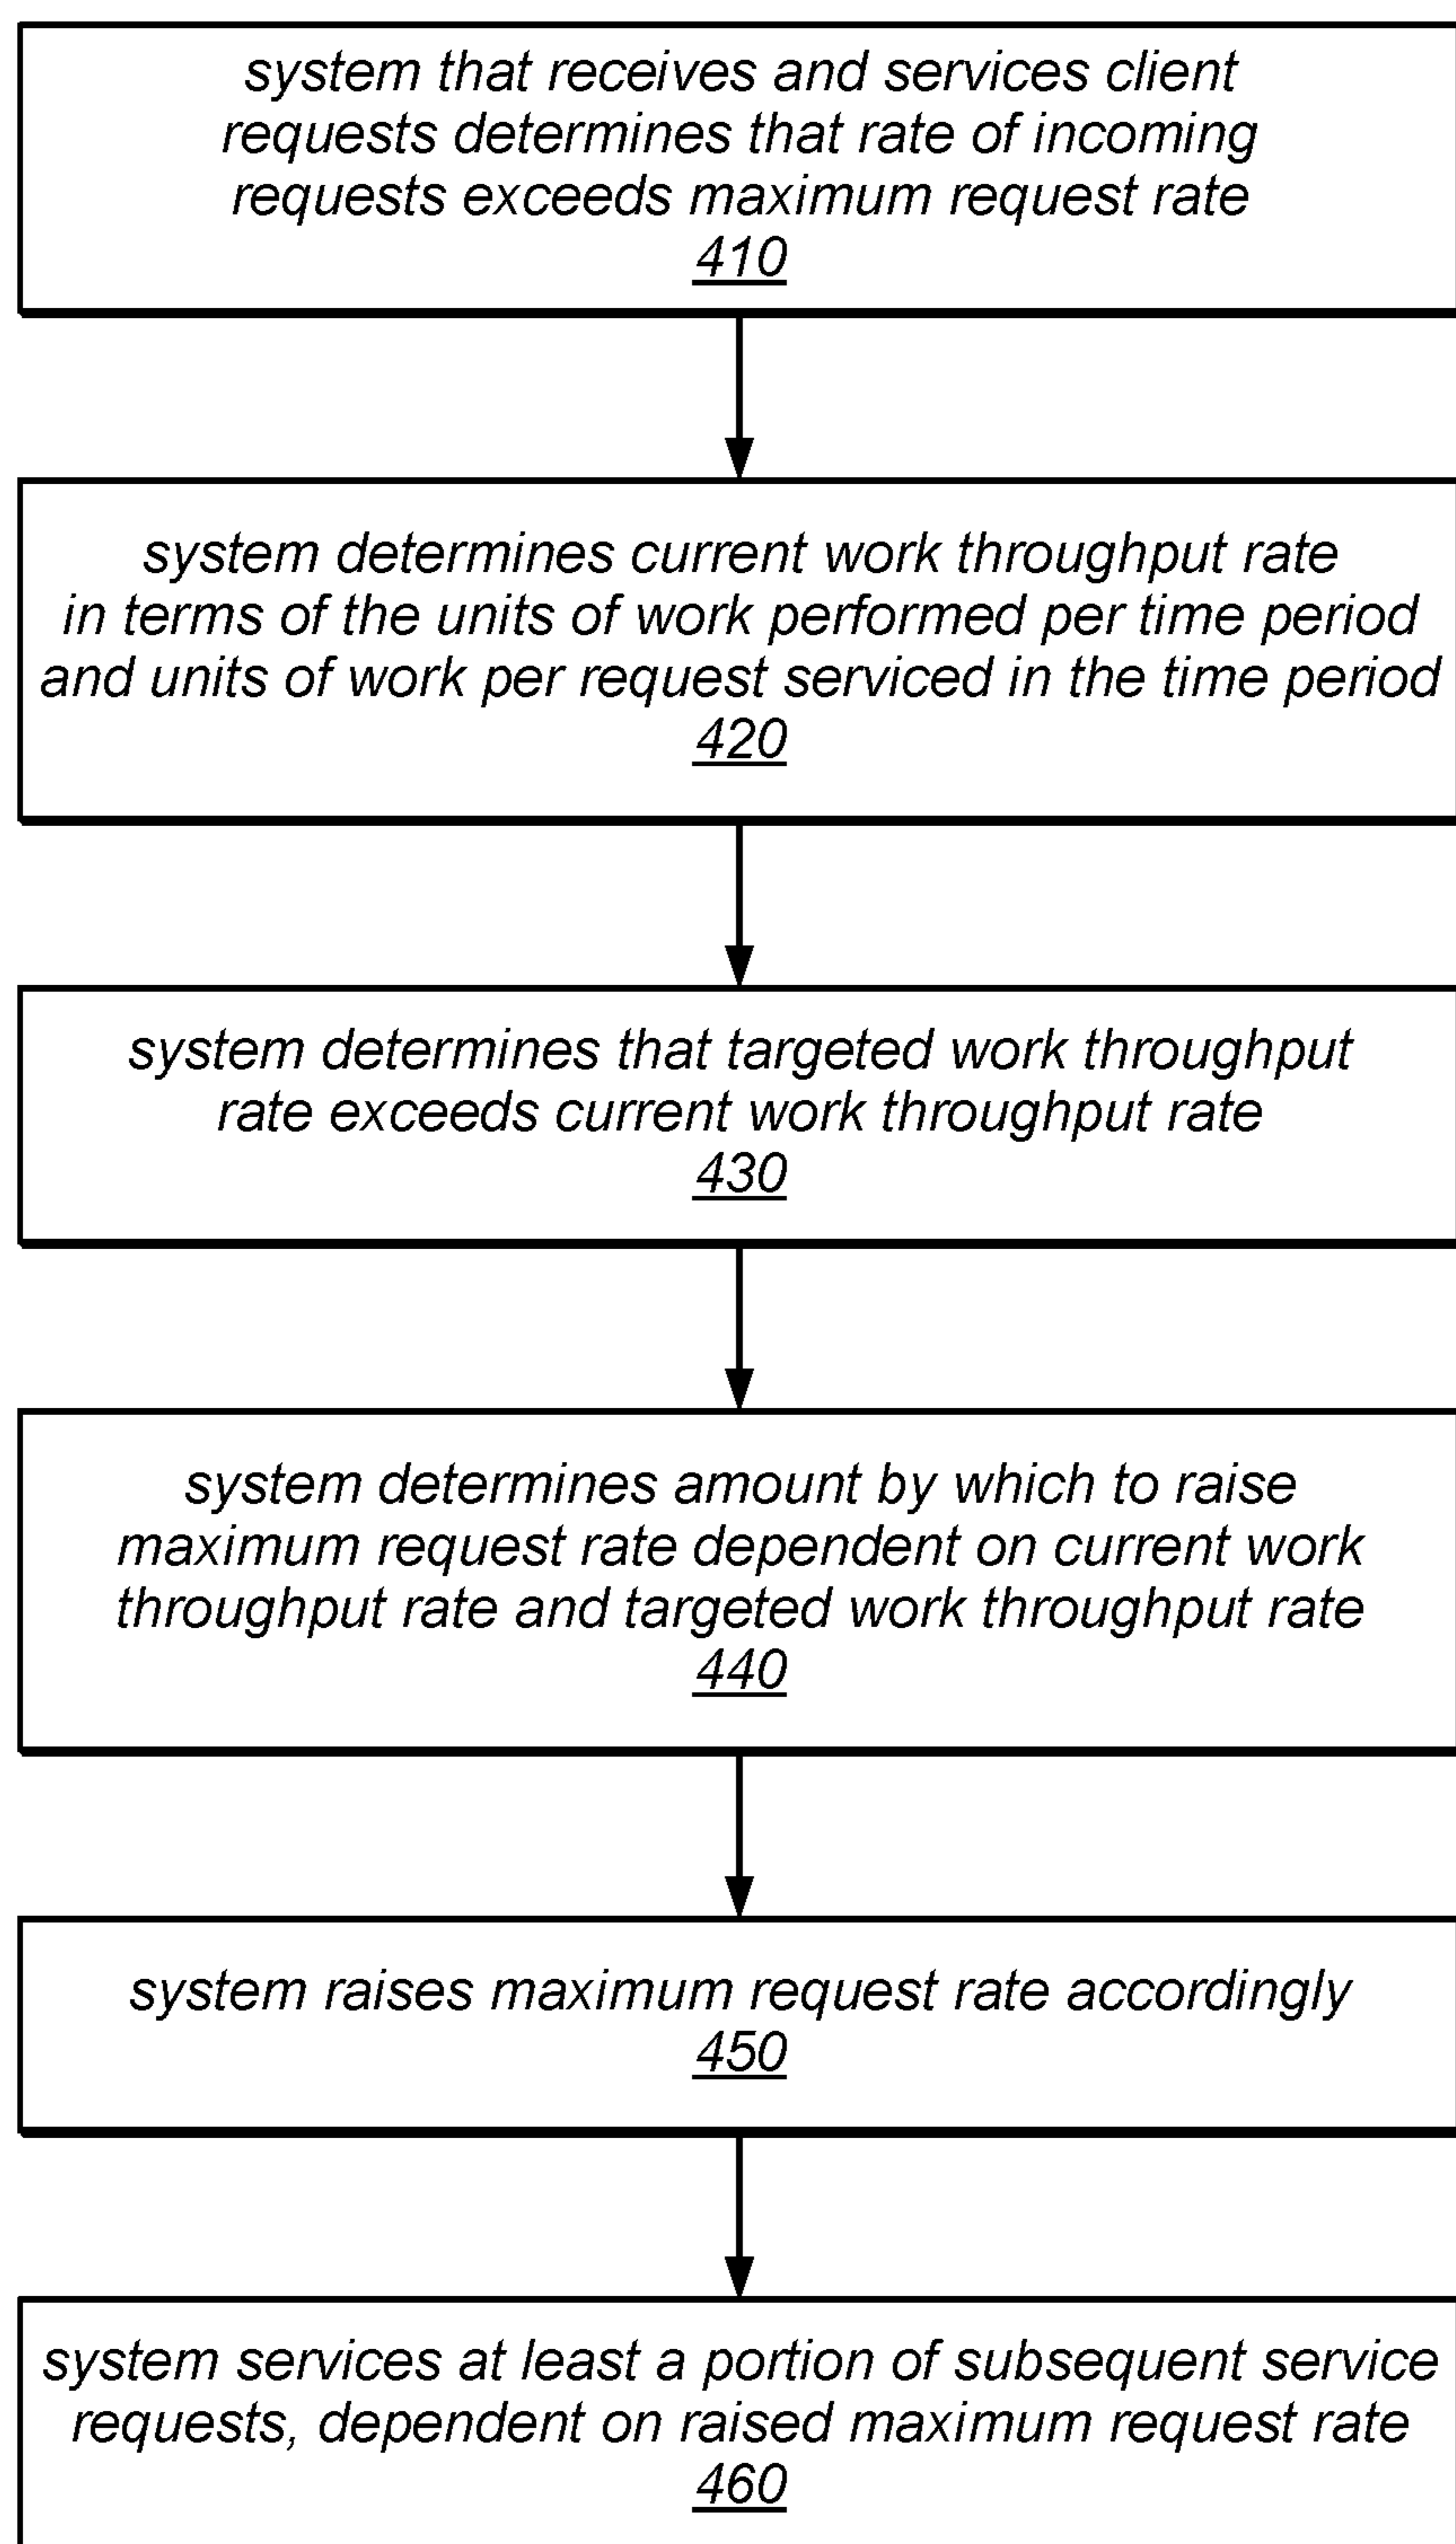 system that receives and services client
requests determines that rate of incoming
requests exceeds maximum request rate
410
system determines current work throughput rate
in terms of the units of work performed per time period
and units of work per request serviced in the time period
420
system determines that targeted work throughput
rate exceeds current work throughput rate
430
system determines amount by which to raise
maximum request rate dependent on current work
throughput rate and targeted work throughput rate
440
system raises maximum request rate accordingly
450
system services at least a portion of subsequent service
requests, dependent on raised maximum request rate
460